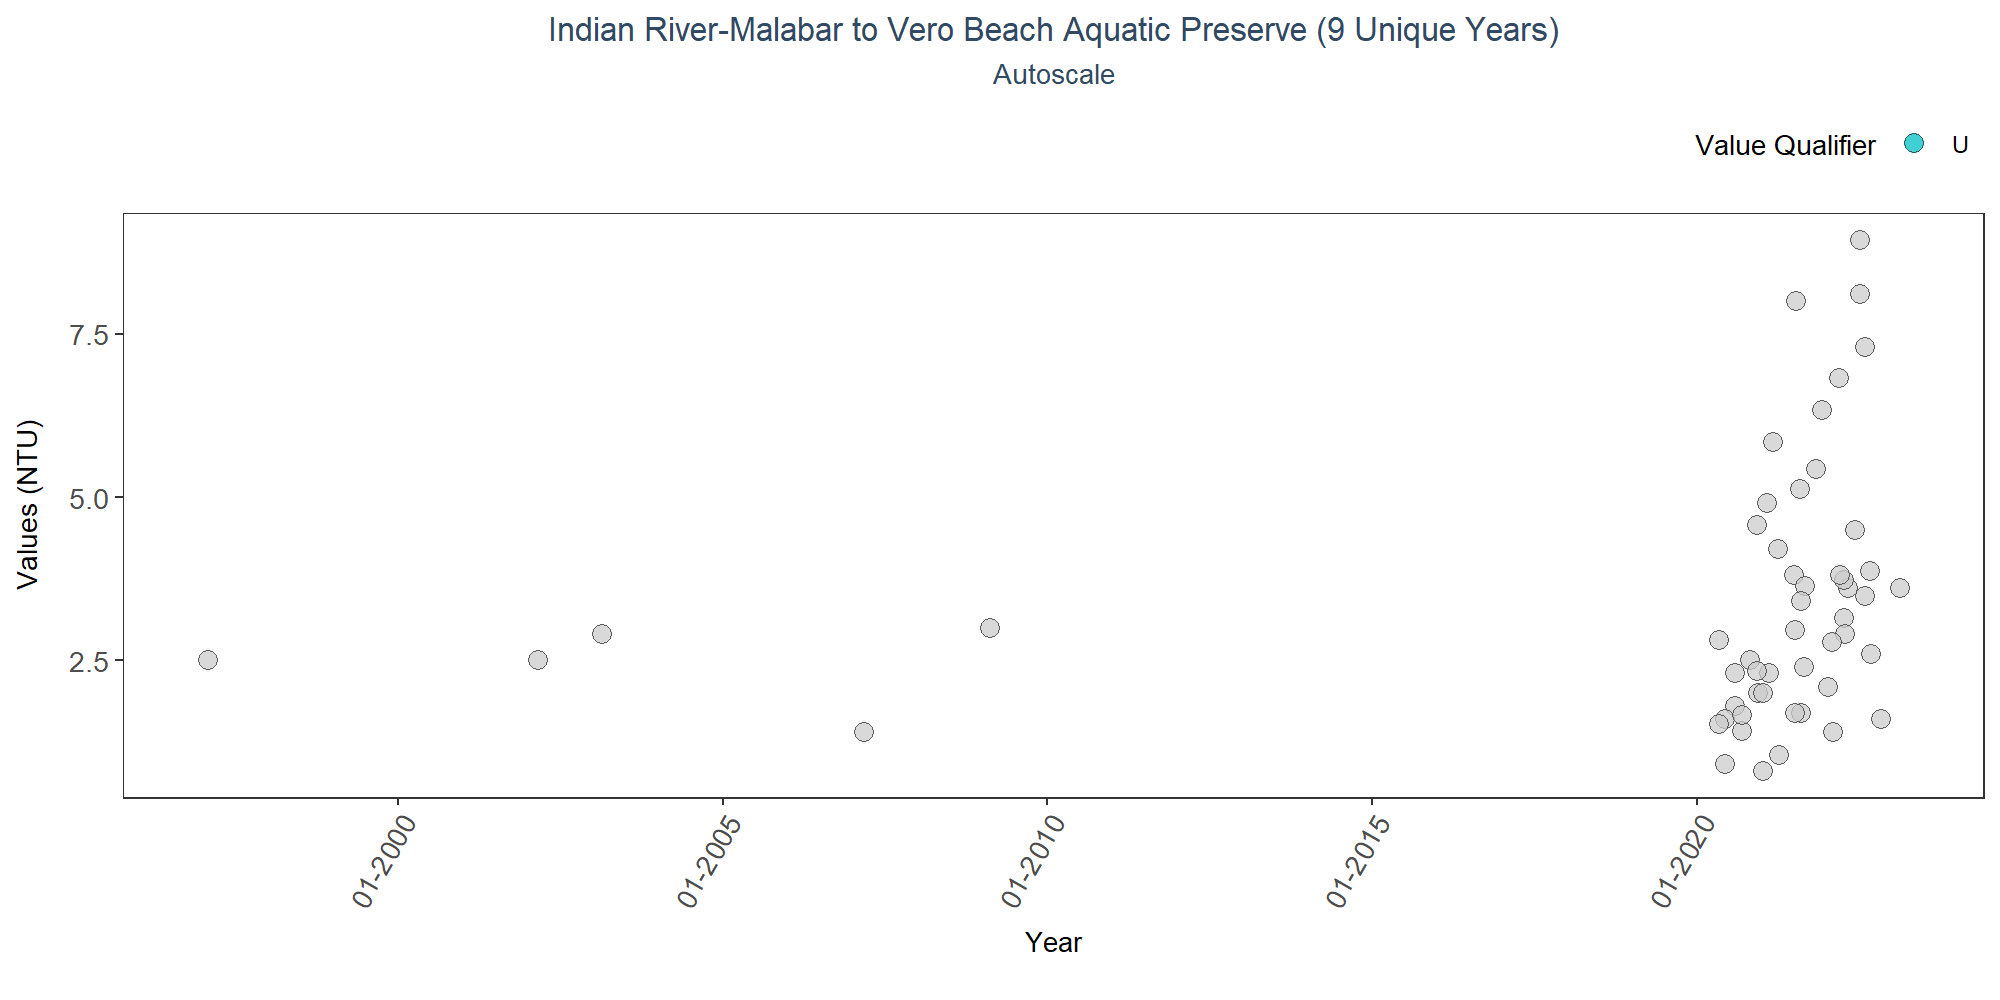 Indian River-Malabar to Vero Beach Aquatic Preserve (9 Unique Years)
Autoscale
Value Qualifier U
Values (NTU)
7.5
5.0
2.5
01-2000
01-2005
01-2010
01-2015
01-2020
Year